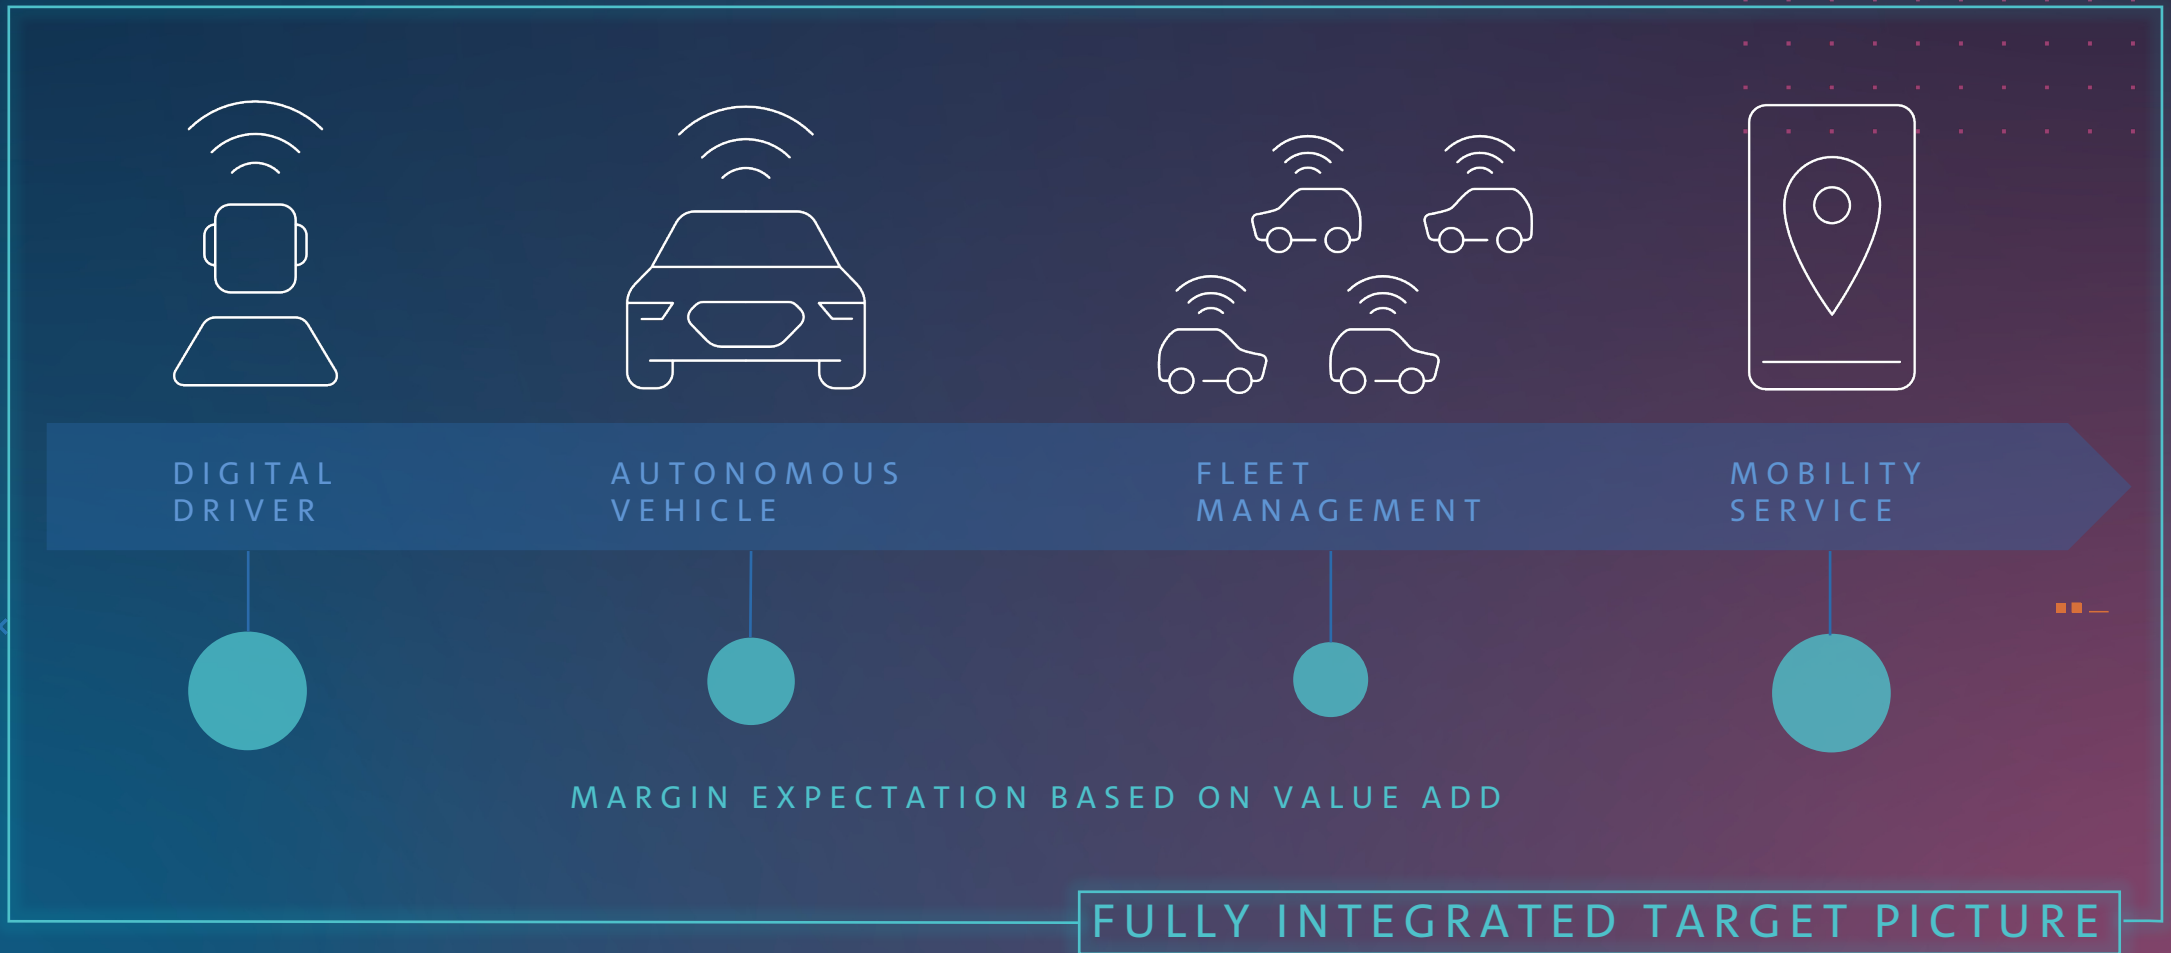 DIGITAL
DRIVER
AUTONOMOUS
VEHICLE
FLEET
MANAGEMENT
MOBILITY
SERVICE
MARGIN EXPECTATION BASED ON VALUE ADD
FULLY INTEGRATED TARGET PICTURE